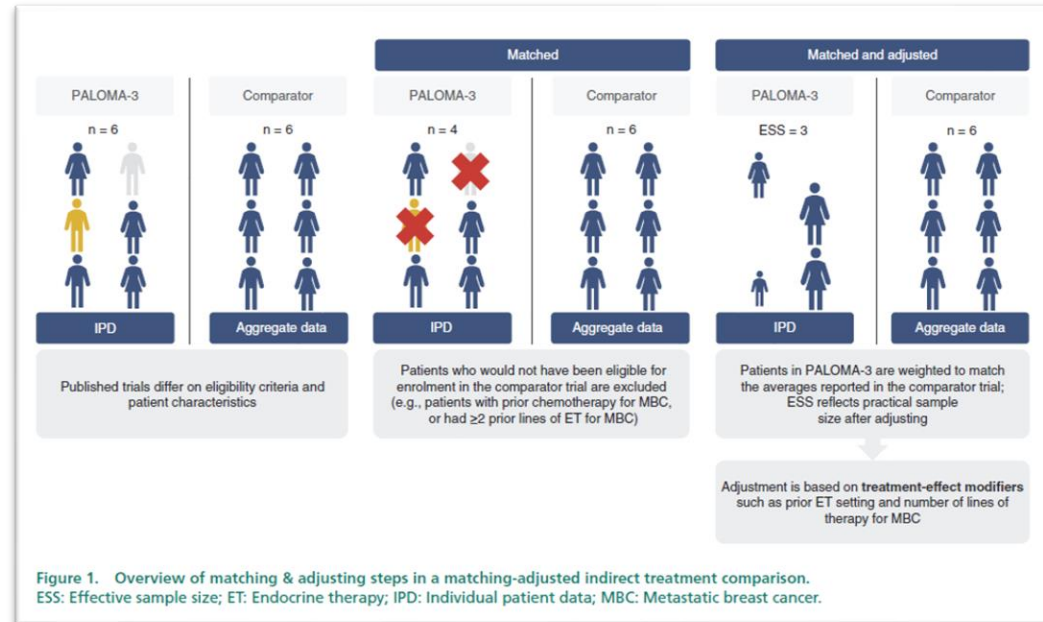 Matched
Matched and adjusted
PALOMA-3
Comparator
PALOMA-3
Comparator
PALOMA-3
Comparator
n = 6
n = 6
n = 4
n = 6
ESS = 3
n = 6
IPD
Aggregate data
IPD
Aggregate data
IPD
Aggregate data
Published trials differ on eligibility criteria and
patient characteristics
Patients who would not have been eligible for
enrolment in the comparator trial are excluded
(e.g., patients with prior chemotherapy for MBC,
or had ≥2 prior lines of ET for MBC)
Patients in PALOMA-3 are weighted to match
the averages reported in the comparator trial;
ESS reflects practical sample
size after adjusting
Adjustment is based on treatment-effect modifiers
such as prior ET setting and number of lines of
therapy for MBC
Figure 1. Overview of matching & adjusting steps in a matching-adjusted indirect treatment comparison.
ESS: Effective sample size; ET: Endocrine therapy; IPD: Individual patient data; MBC: Metastatic breast cancer.